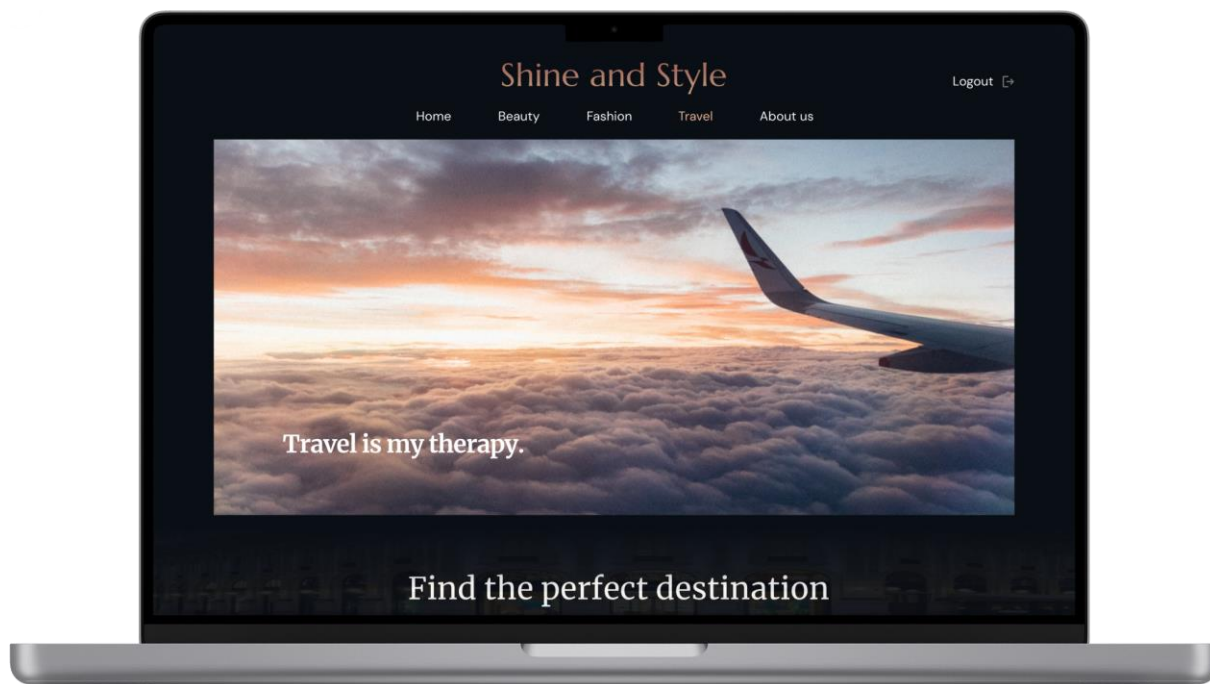 Shine and Style
Logout
Home Beauty Fashion Travel About us
Travel is my therapy.
Find the perfect destination